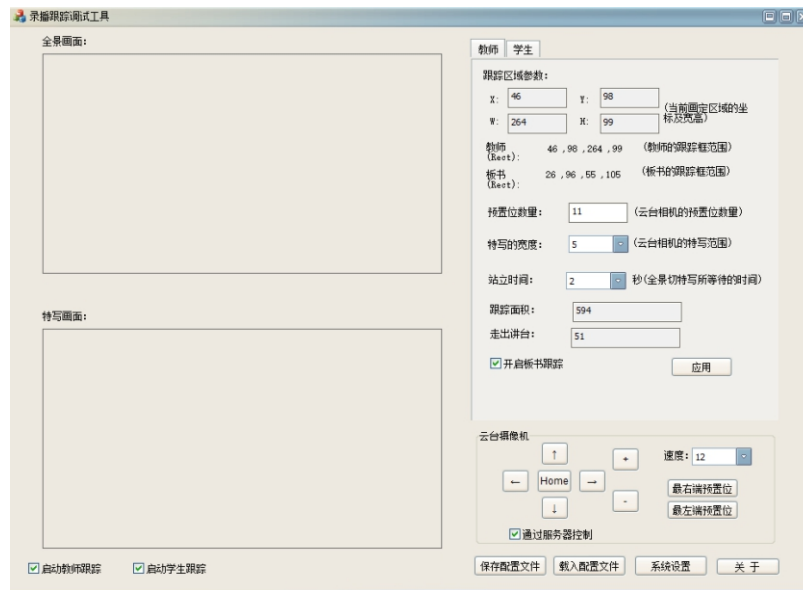 录播跟踪调试工具
全景画面:
特写画面:
启动教师跟踪 启动学生跟踪
教师 学生
跟踪区域参数:
X: 46 Y: 98
W: 264 H: 99
(当前圈定区域的坐
标及宽高)
教师
(Rect): 46 ,98 ,264 ,99 (教师的跟踪框范围)
板书
(Rect): 26 ,96 ,55 ,105 (板书的跟踪框范围)
预置位数量: 11 (云台相机的预置位数量)
特写的宽度: 5 (云台相机的特写范围)
站立时间: 2 秒(全景切特写所等待的时间)
跟踪面积: 594
走出讲台: 51
开启板书跟踪 应用
云台摄像机
↑ + 速度: 12
← Home → 最右端预置位
↓ - 最左端预置位
通过服务器控制
保存配置文件 载入配置文件 系统设置 关 于